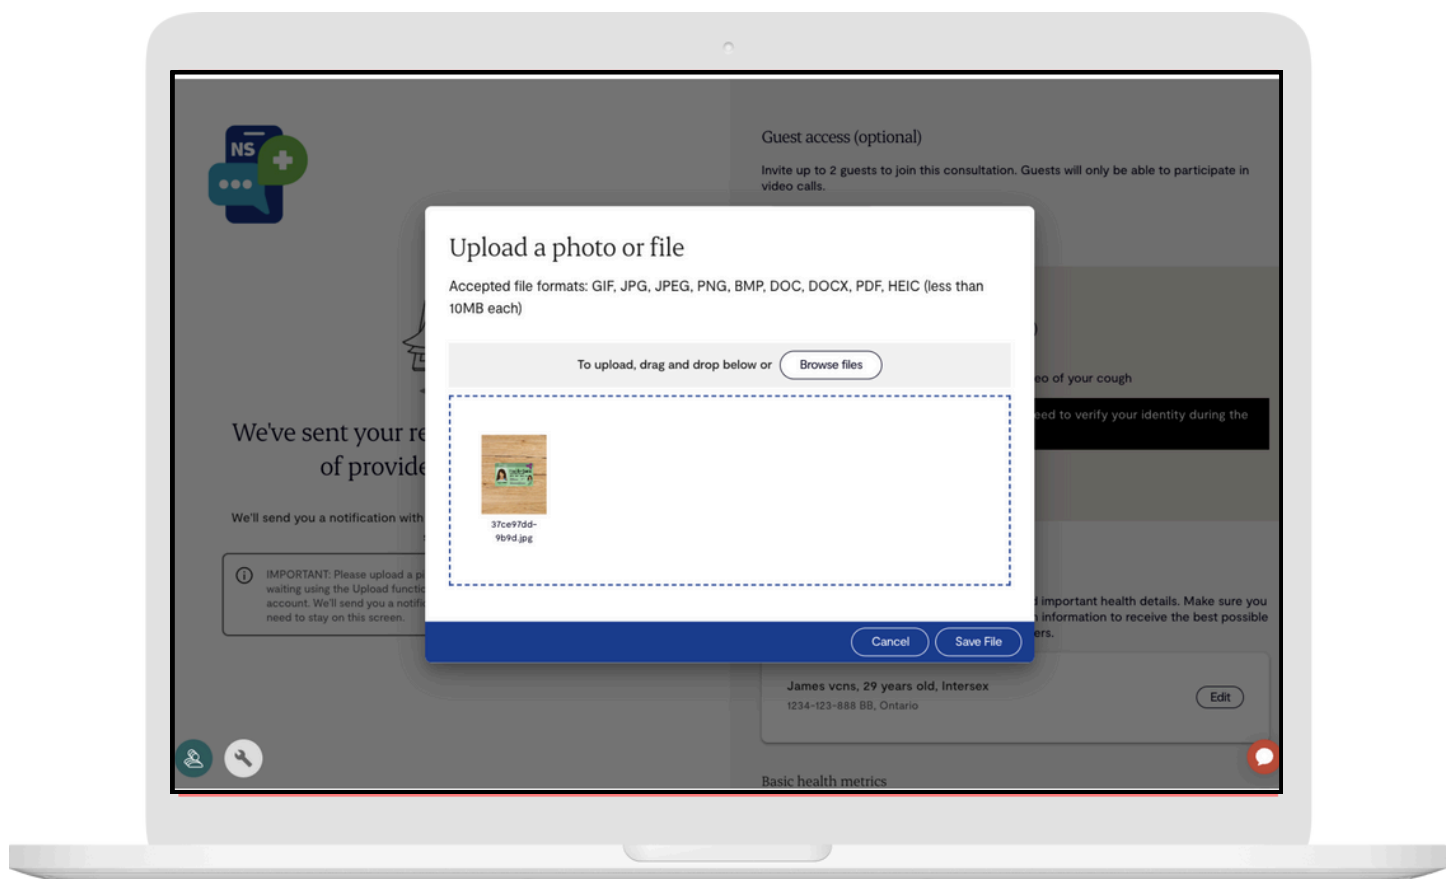 NS
We've sent your re
of provide
We'll send you a notification with
IMPORTANT: Please upload a pi
waiting using the Upload functio
account. We'll send you a notific
need to stay on this screen.
Guest access (optional)
Invite up to 2 guests to join this consultation. Guests will only be able to participate in
video calls.
Upload a photo or file
Accepted file formats: GIF, JPG, JPEG, PNG, BMP, DOC, DOCX, PDF, HEIC (less than
10MB each)
To upload, drag and drop below or
Browse files
37ce97dd-
9b9d.jpg
Cancel
Save File
)
eo of your cough
eed to verify your identity during the
d important health details. Make sure you
n information to receive the best possible
ers.
James vcns, 29 years old, Intersex
1234-123-888 BB, Ontario
Edit
Basic health metrics